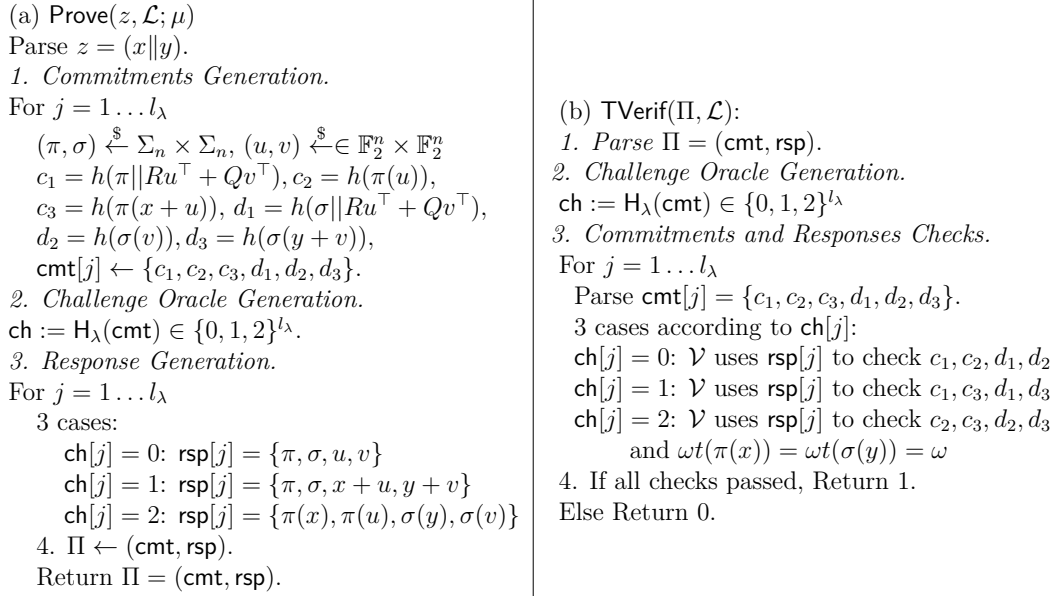 (a) Prove(z, 𝓛; μ)
Parse z = (x‖y).
1. Commitments Generation.
For j = 1 . . . l_λ
(π, σ) ←$ Σ_n × Σ_n, (u, v) ←$ ∈ 𝔽_2^n × 𝔽_2^n
c_1 = h(π||Ru^⊤ + Qv^⊤), c_2 = h(π(u)),
c_3 = h(π(x + u)), d_1 = h(σ||Ru^⊤ + Qv^⊤),
d_2 = h(σ(v)), d_3 = h(σ(y + v)),
cmt[j] ← {c_1, c_2, c_3, d_1, d_2, d_3}.
2. Challenge Oracle Generation.
ch := H_λ(cmt) ∈ {0, 1, 2}^{l_λ}.
3. Response Generation.
For j = 1 . . . l_λ
3 cases:
ch[j] = 0: rsp[j] = {π, σ, u, v}
ch[j] = 1: rsp[j] = {π, σ, x + u, y + v}
ch[j] = 2: rsp[j] = {π(x), π(u), σ(y), σ(v)}
4. Π ← (cmt, rsp).
Return Π = (cmt, rsp).
(b) TVerif(Π, 𝓛):
1. Parse Π = (cmt, rsp).
2. Challenge Oracle Generation.
ch := H_λ(cmt) ∈ {0, 1, 2}^{l_λ}
3. Commitments and Responses Checks.
For j = 1 . . . l_λ
Parse cmt[j] = {c_1, c_2, c_3, d_1, d_2, d_3}.
3 cases according to ch[j]:
ch[j] = 0: 𝒱 uses rsp[j] to check c_1, c_2, d_1, d_2
ch[j] = 1: 𝒱 uses rsp[j] to check c_1, c_3, d_1, d_3
ch[j] = 2: 𝒱 uses rsp[j] to check c_2, c_3, d_2, d_3
and ωt(π(x)) = ωt(σ(y)) = ω
4. If all checks passed, Return 1.
Else Return 0.